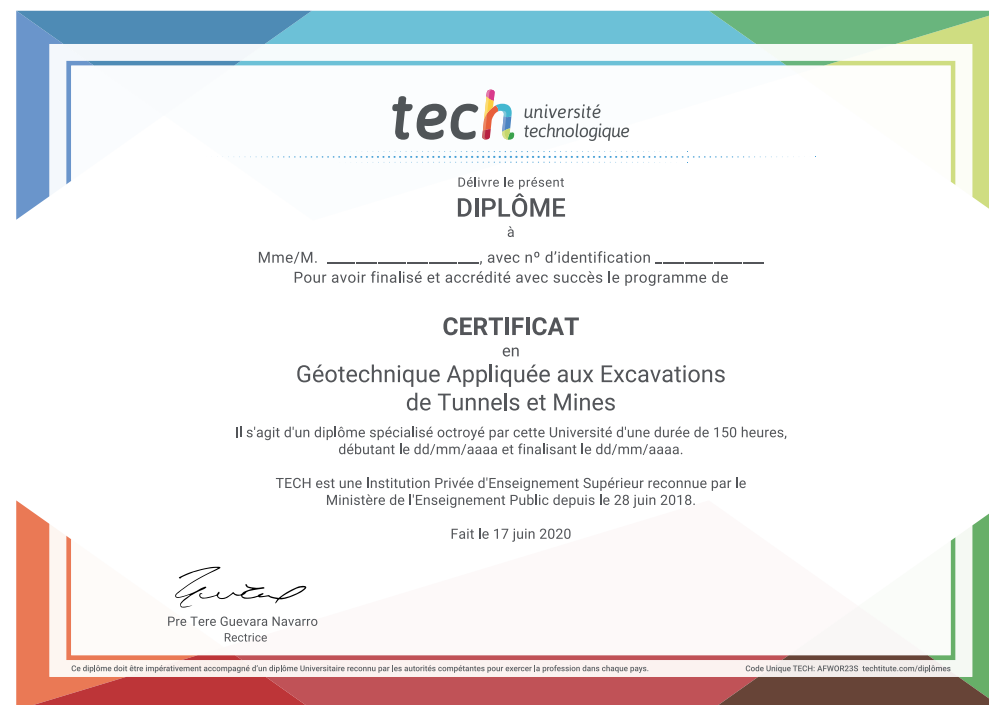 tech université
technologique
Délivre le présent
DIPLÔME
à
Mme/M. __________________, avec nº d'identification _____________
Pour avoir finalisé et accrédité avec succès le programme de
CERTIFICAT
en
Géotechnique Appliquée aux Excavations
de Tunnels et Mines
Il s'agit d'un diplôme spécialisé octroyé par cette Université d'une durée de 150 heures,
débutant le dd/mm/aaaa et finalisant le dd/mm/aaaa.
TECH est une Institution Privée d'Enseignement Supérieur reconnue par le
Ministère de l'Enseignement Public depuis le 28 juin 2018.
Fait le 17 juin 2020
Pre Tere Guevara Navarro
Rectrice
Ce diplôme doit être impérativement accompagné d'un diplôme Universitaire reconnu par les autorités compétantes pour exercer la profession dans chaque pays.
Code Unique TECH: AFWOR23S techtitute.com/diplômes